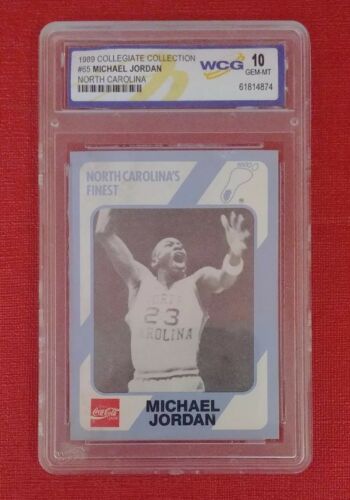 1989 COLLEGIATE COLLECTION
#65 MICHAEL JORDAN
NORTH CAROLINA
WCG
10
GEM-MT
61814874
NORTH CAROLINA'S
FINEST
NORTH
23
CAROLINA
Coca-Cola
MICHAEL
JORDAN